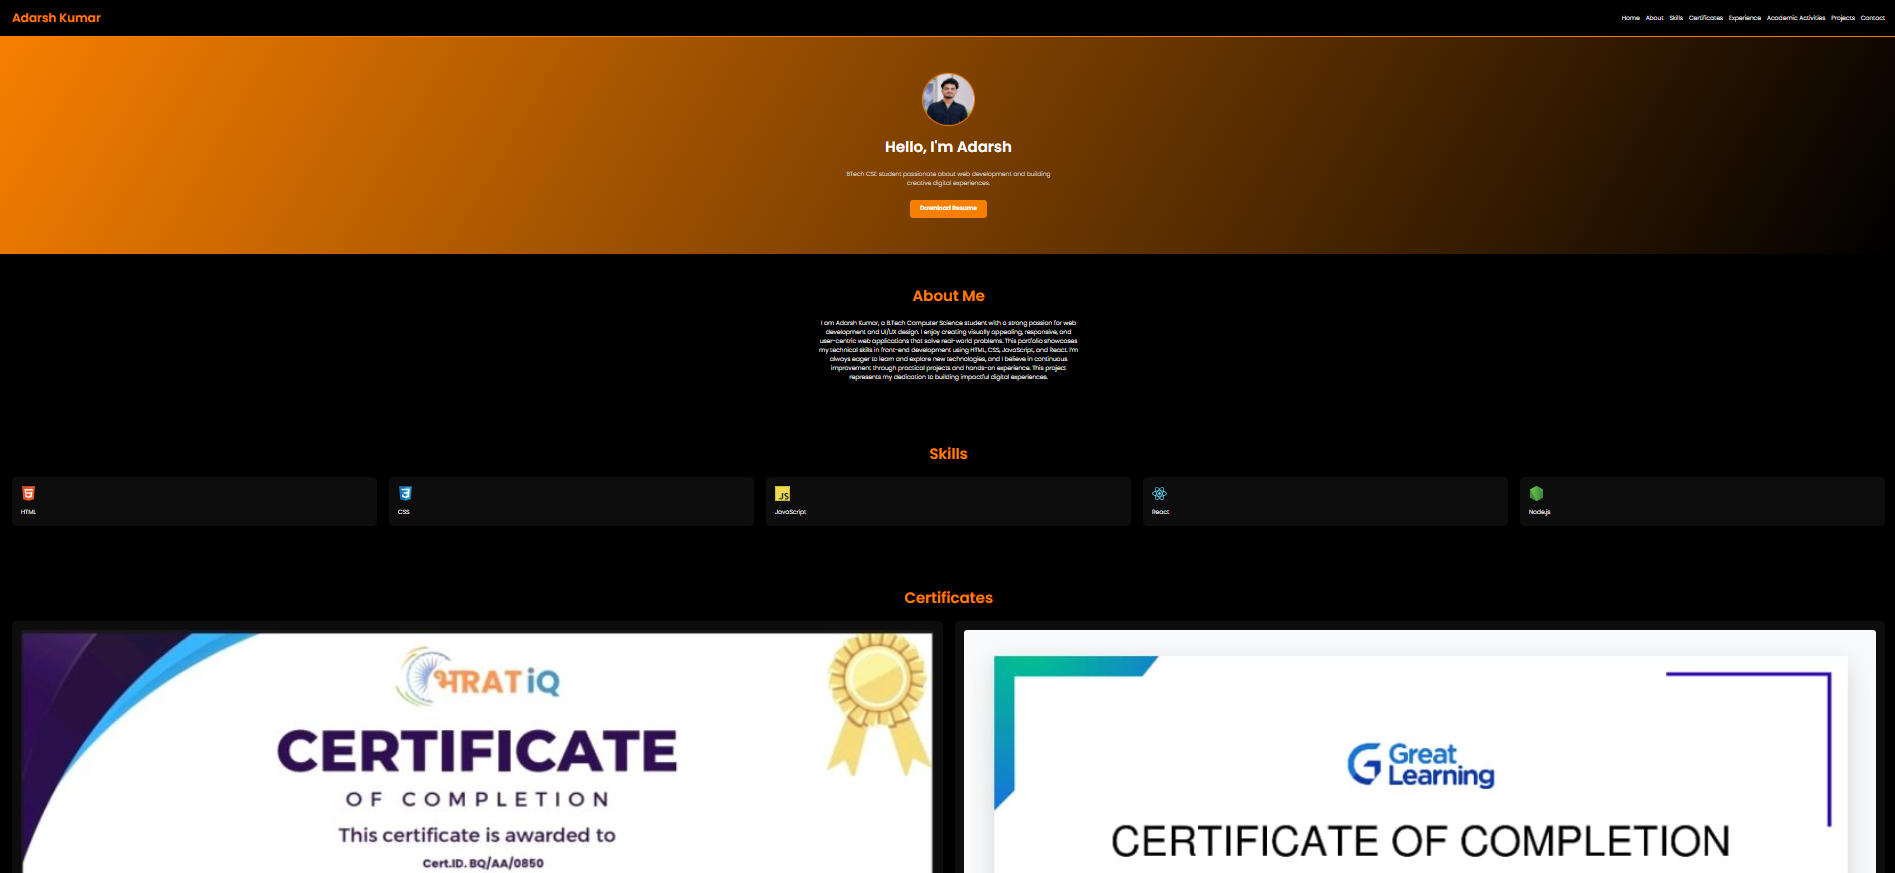 Adarsh Kumar
Home About Skills Certificates Experience Academic Activities Projects Contact
Hello, I'm Adarsh
BTech CSE student passionate about web development and building
creative digital experiences.
Download Resume
About Me
I am Adarsh Kumar, a B.Tech Computer Science student with a strong passion for web
development and UI/UX design. I enjoy creating visually appealing, responsive, and
user-centric web applications that solve real-world problems. This portfolio showcases
my technical skills in front-end development using HTML, CSS, JavaScript, and React. I'm
always eager to learn and explore new technologies, and I believe in continuous
improvement through practical projects and hands-on experience. This project
represents my dedication to building impactful digital experiences.
Skills
HTML
CSS
JS
JavaScript
React
Node.js
Certificates
भRAT iQ
CERTIFICATE
OF COMPLETION
This certificate is awarded to
Cert.ID. BQ/AA/0850
Great
Learning
CERTIFICATE OF COMPLETION